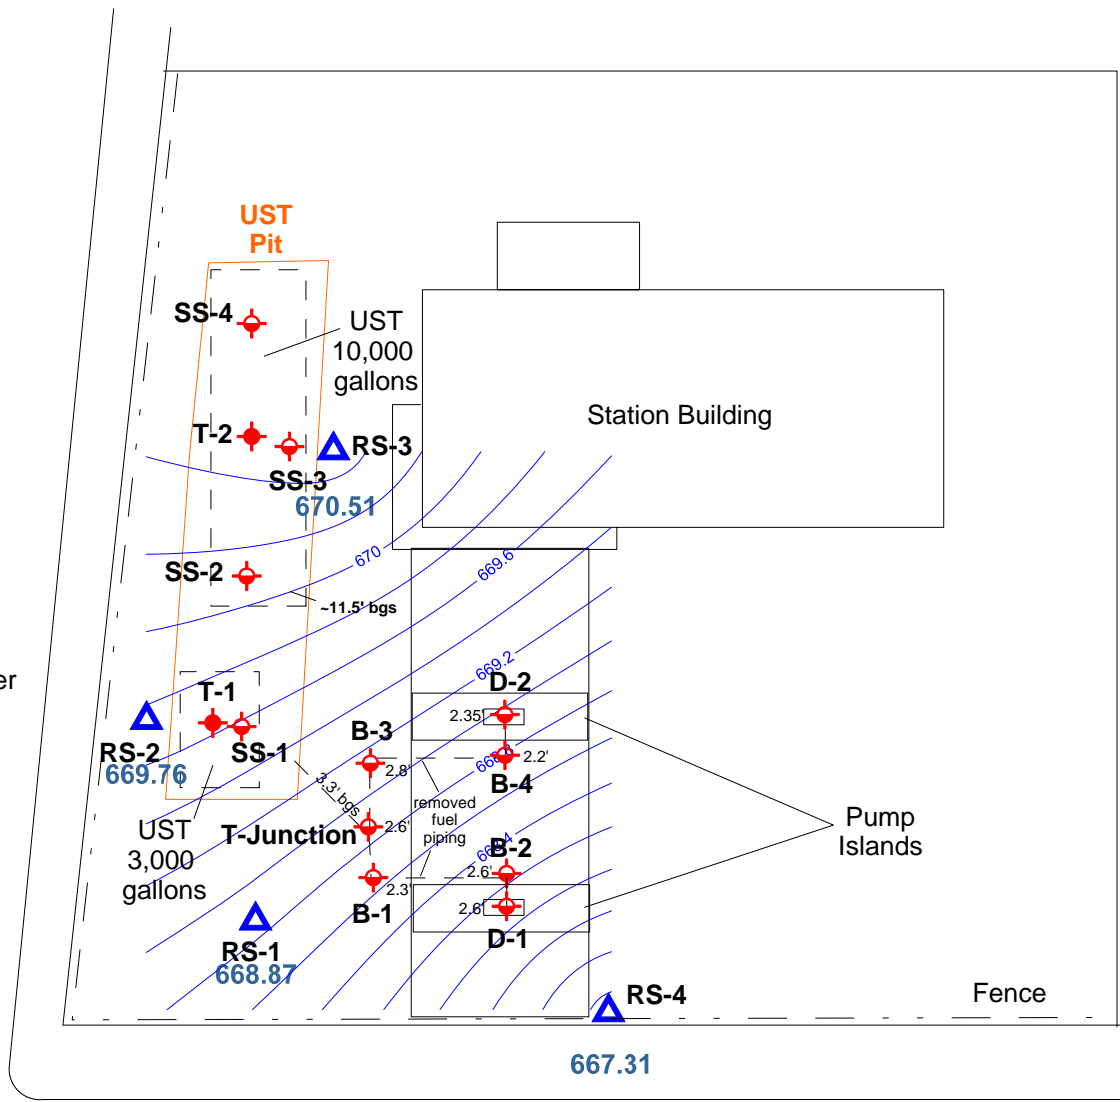 UST
Pit
SS-4
UST
10,000
gallons
Station Building
T-2
RS-3
SS-3
670.51
670
669.6
SS-2
~11.5' bgs
669.2
er
T-1
D-2
2.35'
RS-2
SS-1
B-3
669.76
2.8'
2.2'
B-4
3.3' bgs
removed
fuel
piping
T-Junction
2.6'
UST
3,000
gallons
Pump
Islands
B-2
2.6'
2.3'
B-1
2.6'
D-1
RS-1
668.87
RS-4
Fence
667.31